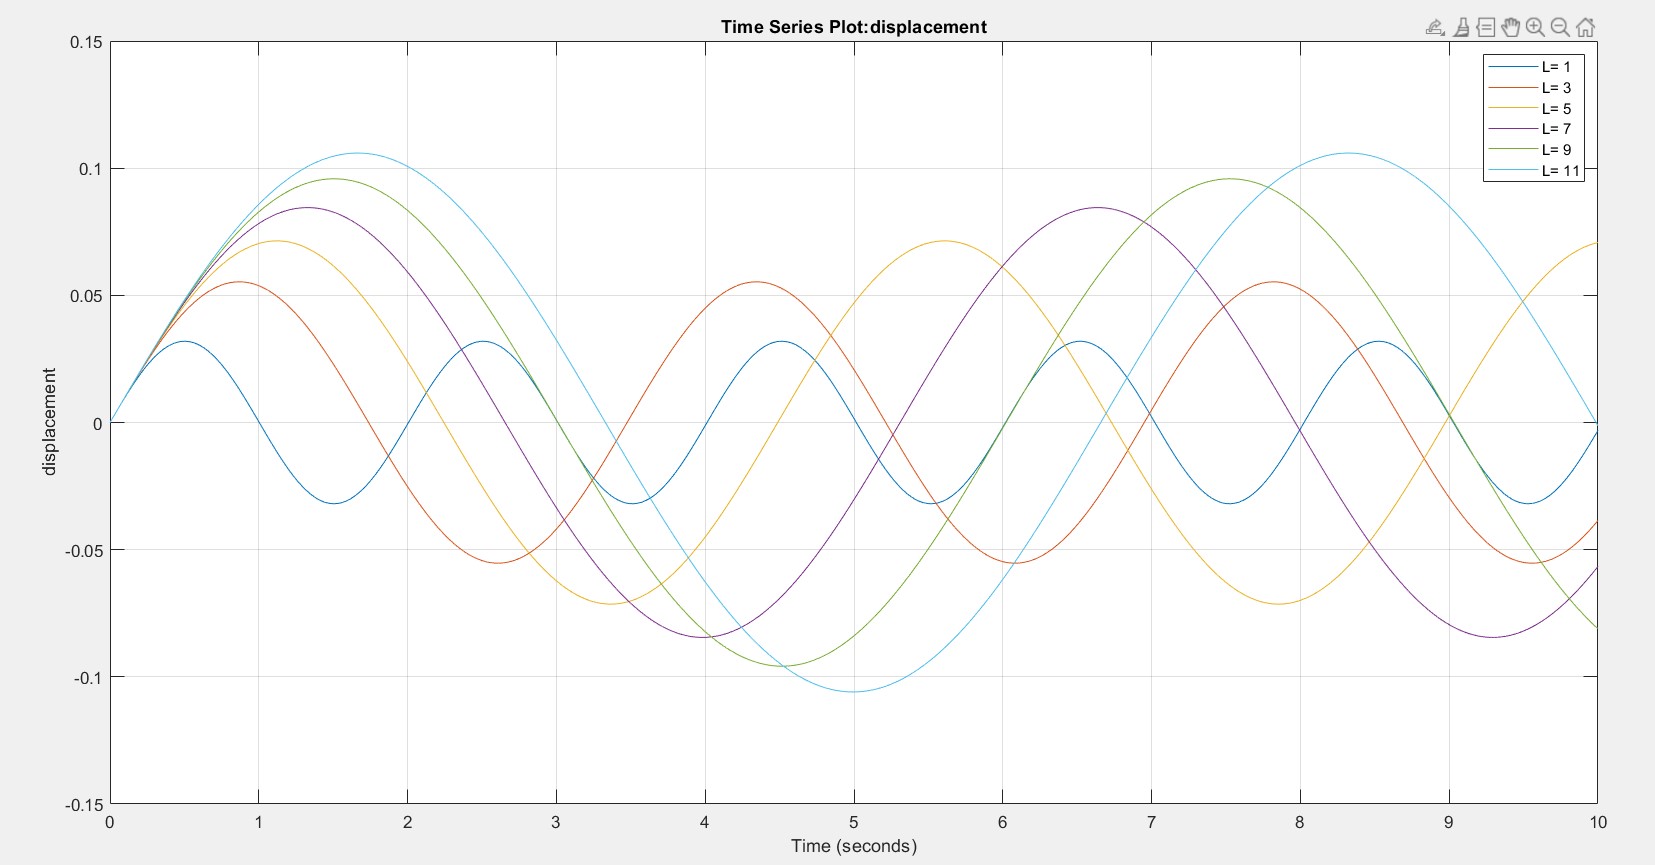 Time Series Plot:displacement
0.15
0.1
0.05
0
-0.05
-0.1
-0.15
displacement
L= 1
L= 3
L= 5
L= 7
L= 9
L= 11
0 1 2 3 4 5 6 7 8 9 10
Time (seconds)